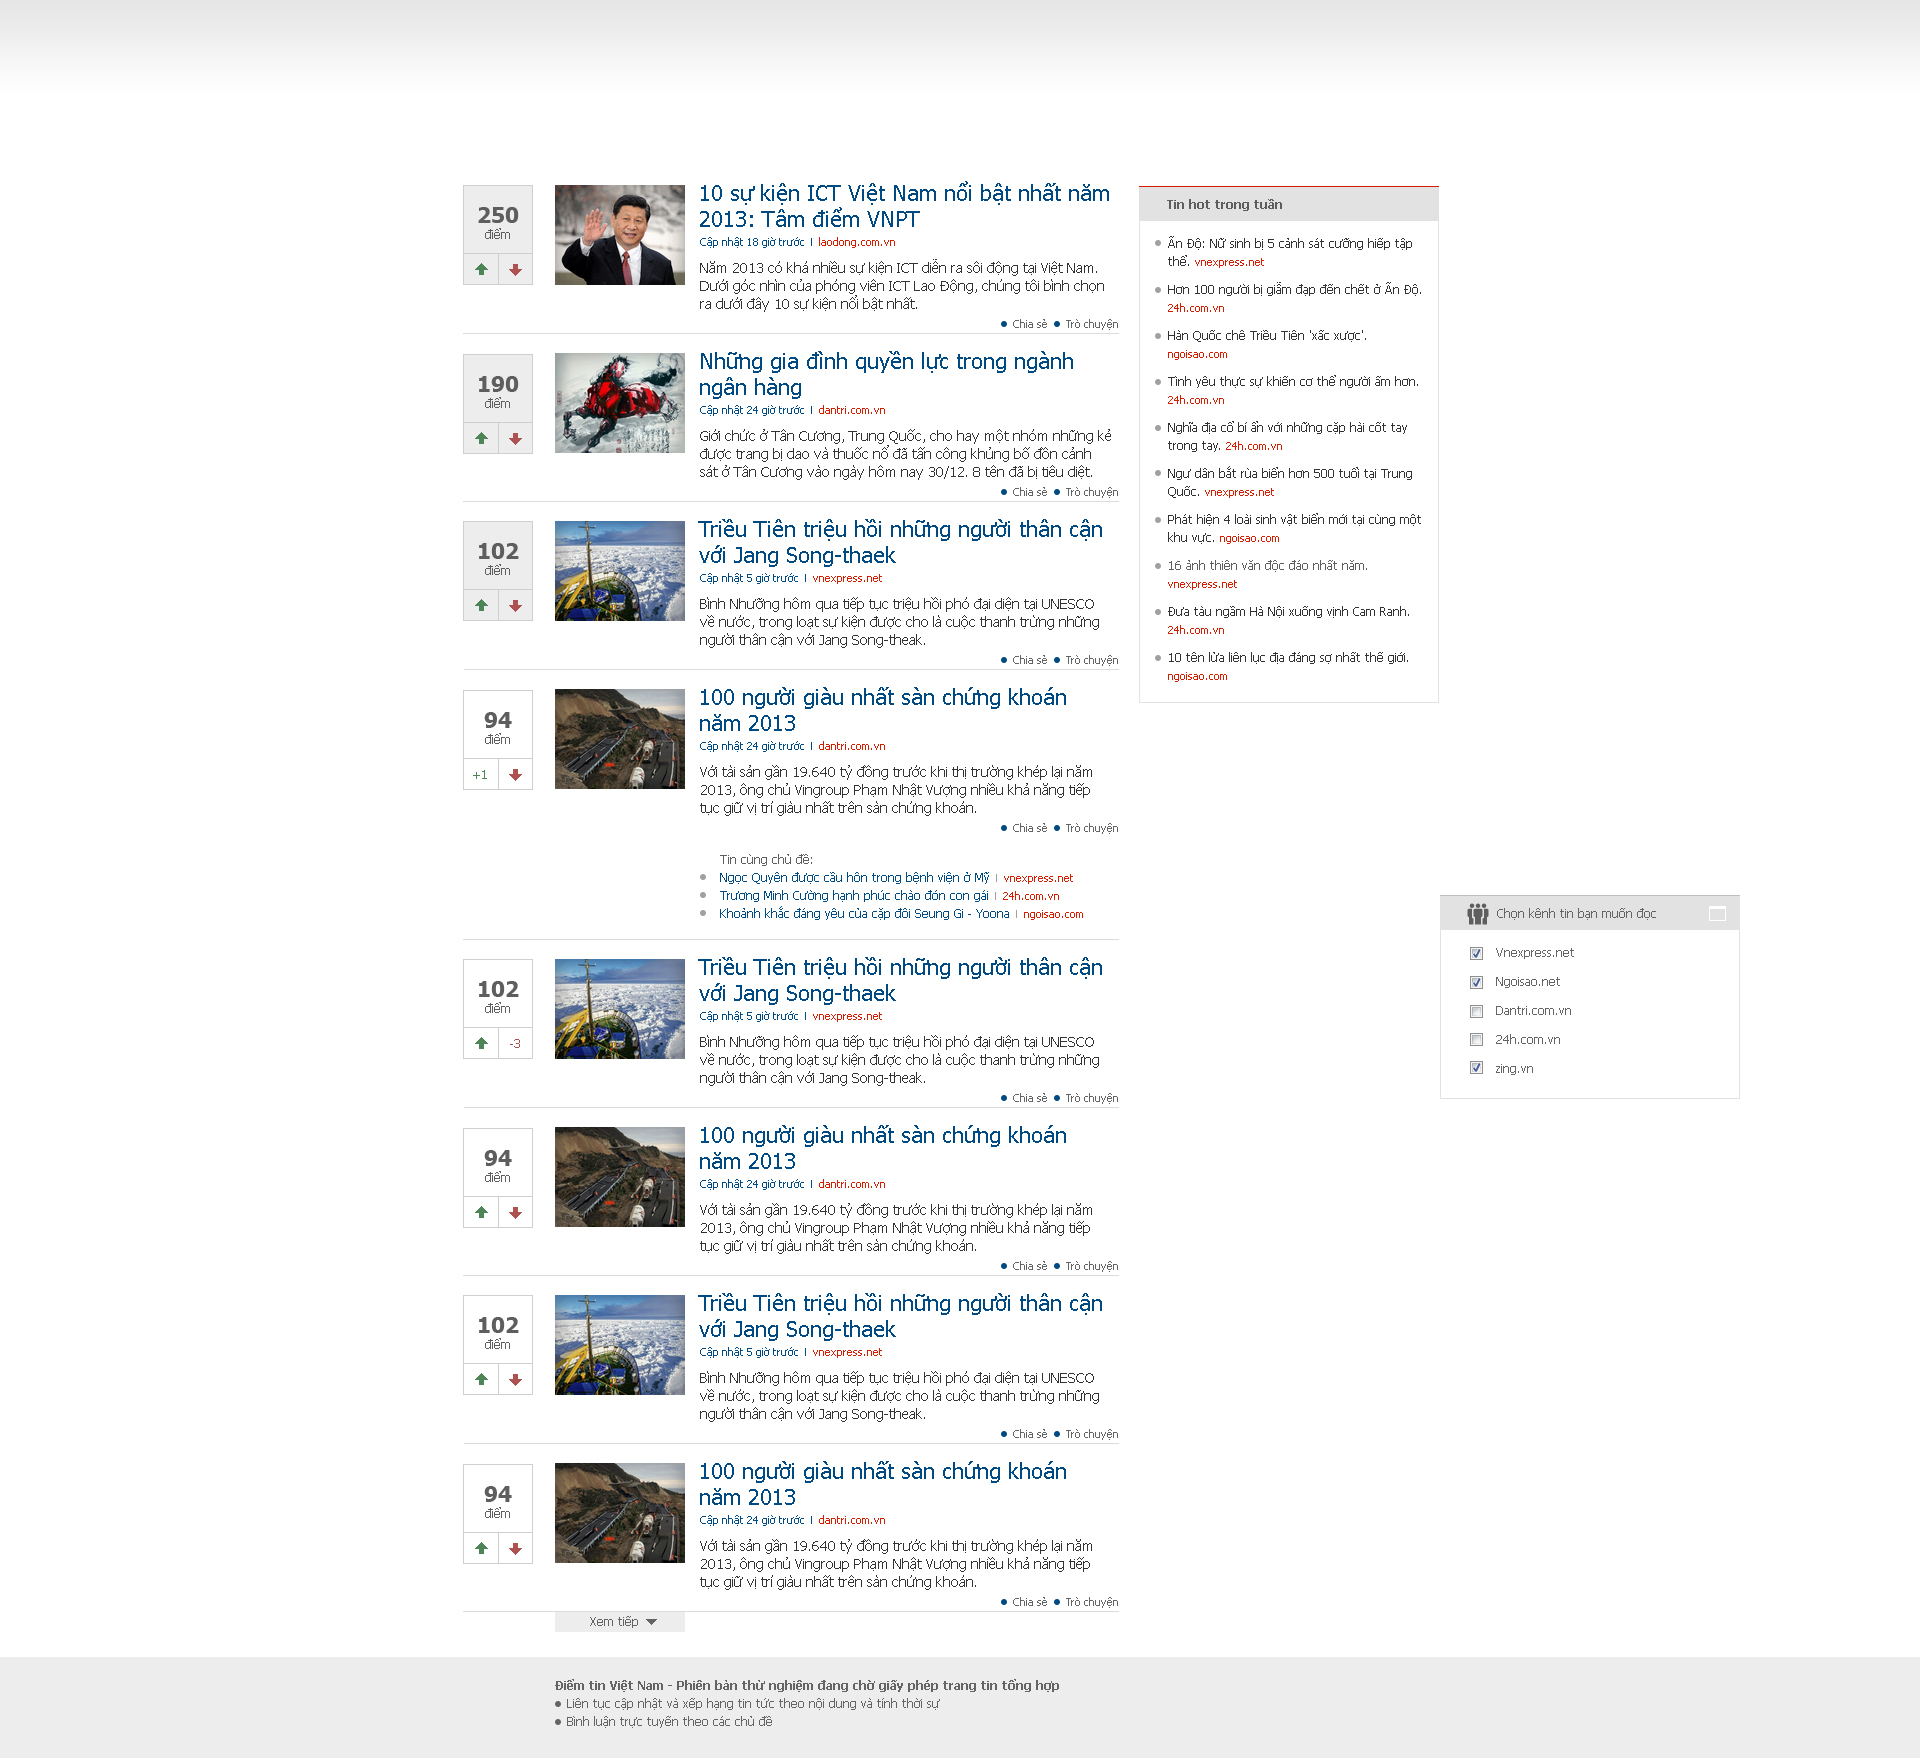 250
điểm
10 sự kiện ICT Việt Nam nổi bật nhất năm
2013: Tâm điểm VNPT
Cập nhật 18 giờ trước | laodong.com.vn
Năm 2013 có khá nhiều sự kiện ICT diễn ra sôi động tại Việt Nam.
Dưới góc nhìn của phóng viên ICT Lao Động, chúng tôi bình chọn
ra dưới đây 10 sự kiện nổi bật nhất.
• Chia sẻ • Trò chuyện
190
điểm
Những gia đình quyền lực trong ngành
ngân hàng
Cập nhật 24 giờ trước | dantri.com.vn
Giới chức ở Tân Cương, Trung Quốc, cho hay một nhóm những kẻ
được trang bị dao và thuốc nổ đã tấn công khủng bố đồn cảnh
sát ở Tân Cương vào ngày hôm nay 30/12. 8 tên đã bị tiêu diệt.
• Chia sẻ • Trò chuyện
102
điểm
Triều Tiên triệu hồi những người thân cận
với Jang Song-thaek
Cập nhật 5 giờ trước | vnexpress.net
Bình Nhưỡng hôm qua tiếp tục triệu hồi phó đại diện tại UNESCO
về nước, trong loạt sự kiện được cho là cuộc thanh trừng những
người thân cận với Jang Song-theak.
• Chia sẻ • Trò chuyện
94
điểm
+1
100 người giàu nhất sàn chứng khoán
năm 2013
Cập nhật 24 giờ trước | dantri.com.vn
Với tài sản gần 19.640 tỷ đồng trước khi thị trường khép lại năm
2013, ông chủ Vingroup Phạm Nhật Vượng nhiều khả năng tiếp
tục giữ vị trí giàu nhất trên sàn chứng khoán.
• Chia sẻ • Trò chuyện
Tin cùng chủ đề:
• Ngọc Quyên được cầu hôn trong bệnh viện ở Mỹ | vnexpress.net
• Trương Minh Cường hạnh phúc chào đón con gái | 24h.com.vn
• Khoảnh khắc đáng yêu của cặp đôi Seung Gi - Yoona | ngoisao.com
102
điểm
-3
Triều Tiên triệu hồi những người thân cận
với Jang Song-thaek
Cập nhật 5 giờ trước | vnexpress.net
Bình Nhưỡng hôm qua tiếp tục triệu hồi phó đại diện tại UNESCO
về nước, trong loạt sự kiện được cho là cuộc thanh trừng những
người thân cận với Jang Song-theak.
• Chia sẻ • Trò chuyện
94
điểm
100 người giàu nhất sàn chứng khoán
năm 2013
Cập nhật 24 giờ trước | dantri.com.vn
Với tài sản gần 19.640 tỷ đồng trước khi thị trường khép lại năm
2013, ông chủ Vingroup Phạm Nhật Vượng nhiều khả năng tiếp
tục giữ vị trí giàu nhất trên sàn chứng khoán.
• Chia sẻ • Trò chuyện
102
điểm
Triều Tiên triệu hồi những người thân cận
với Jang Song-thaek
Cập nhật 5 giờ trước | vnexpress.net
Bình Nhưỡng hôm qua tiếp tục triệu hồi phó đại diện tại UNESCO
về nước, trong loạt sự kiện được cho là cuộc thanh trừng những
người thân cận với Jang Song-theak.
• Chia sẻ • Trò chuyện
94
điểm
100 người giàu nhất sàn chứng khoán
năm 2013
Cập nhật 24 giờ trước | dantri.com.vn
Với tài sản gần 19.640 tỷ đồng trước khi thị trường khép lại năm
2013, ông chủ Vingroup Phạm Nhật Vượng nhiều khả năng tiếp
tục giữ vị trí giàu nhất trên sàn chứng khoán.
• Chia sẻ • Trò chuyện
Xem tiếp
Tin hot trong tuần
• Ấn Độ: Nữ sinh bị 5 cảnh sát cưỡng hiếp tập
thể. vnexpress.net
• Hơn 100 người bị giẫm đạp đến chết ở Ấn Độ.
24h.com.vn
• Hàn Quốc chê Triều Tiên 'xấc xược'.
ngoisao.com
• Tình yêu thực sự khiến cơ thể người ấm hơn.
24h.com.vn
• Nghĩa địa cổ bí ẩn với những cặp hài cốt tay
trong tay. 24h.com.vn
• Ngư dân bắt rùa biển hơn 500 tuổi tại Trung
Quốc. vnexpress.net
• Phát hiện 4 loài sinh vật biển mới tại cùng một
khu vực. ngoisao.com
• 16 ảnh thiên văn độc đáo nhất năm.
vnexpress.net
• Đưa tàu ngầm Hà Nội xuống vịnh Cam Ranh.
24h.com.vn
• 10 tên lửa liên lục địa đáng sợ nhất thế giới.
ngoisao.com
Chọn kênh tin bạn muốn đọc
Vnexpress.net
Ngoisao.net
Dantri.com.vn
24h.com.vn
zing.vn
Điểm tin Việt Nam - Phiên bản thử nghiệm đang chờ giấy phép trang tin tổng hợp
• Liên tục cập nhật và xếp hạng tin tức theo nội dung và tính thời sự
• Bình luận trực tuyến theo các chủ đề